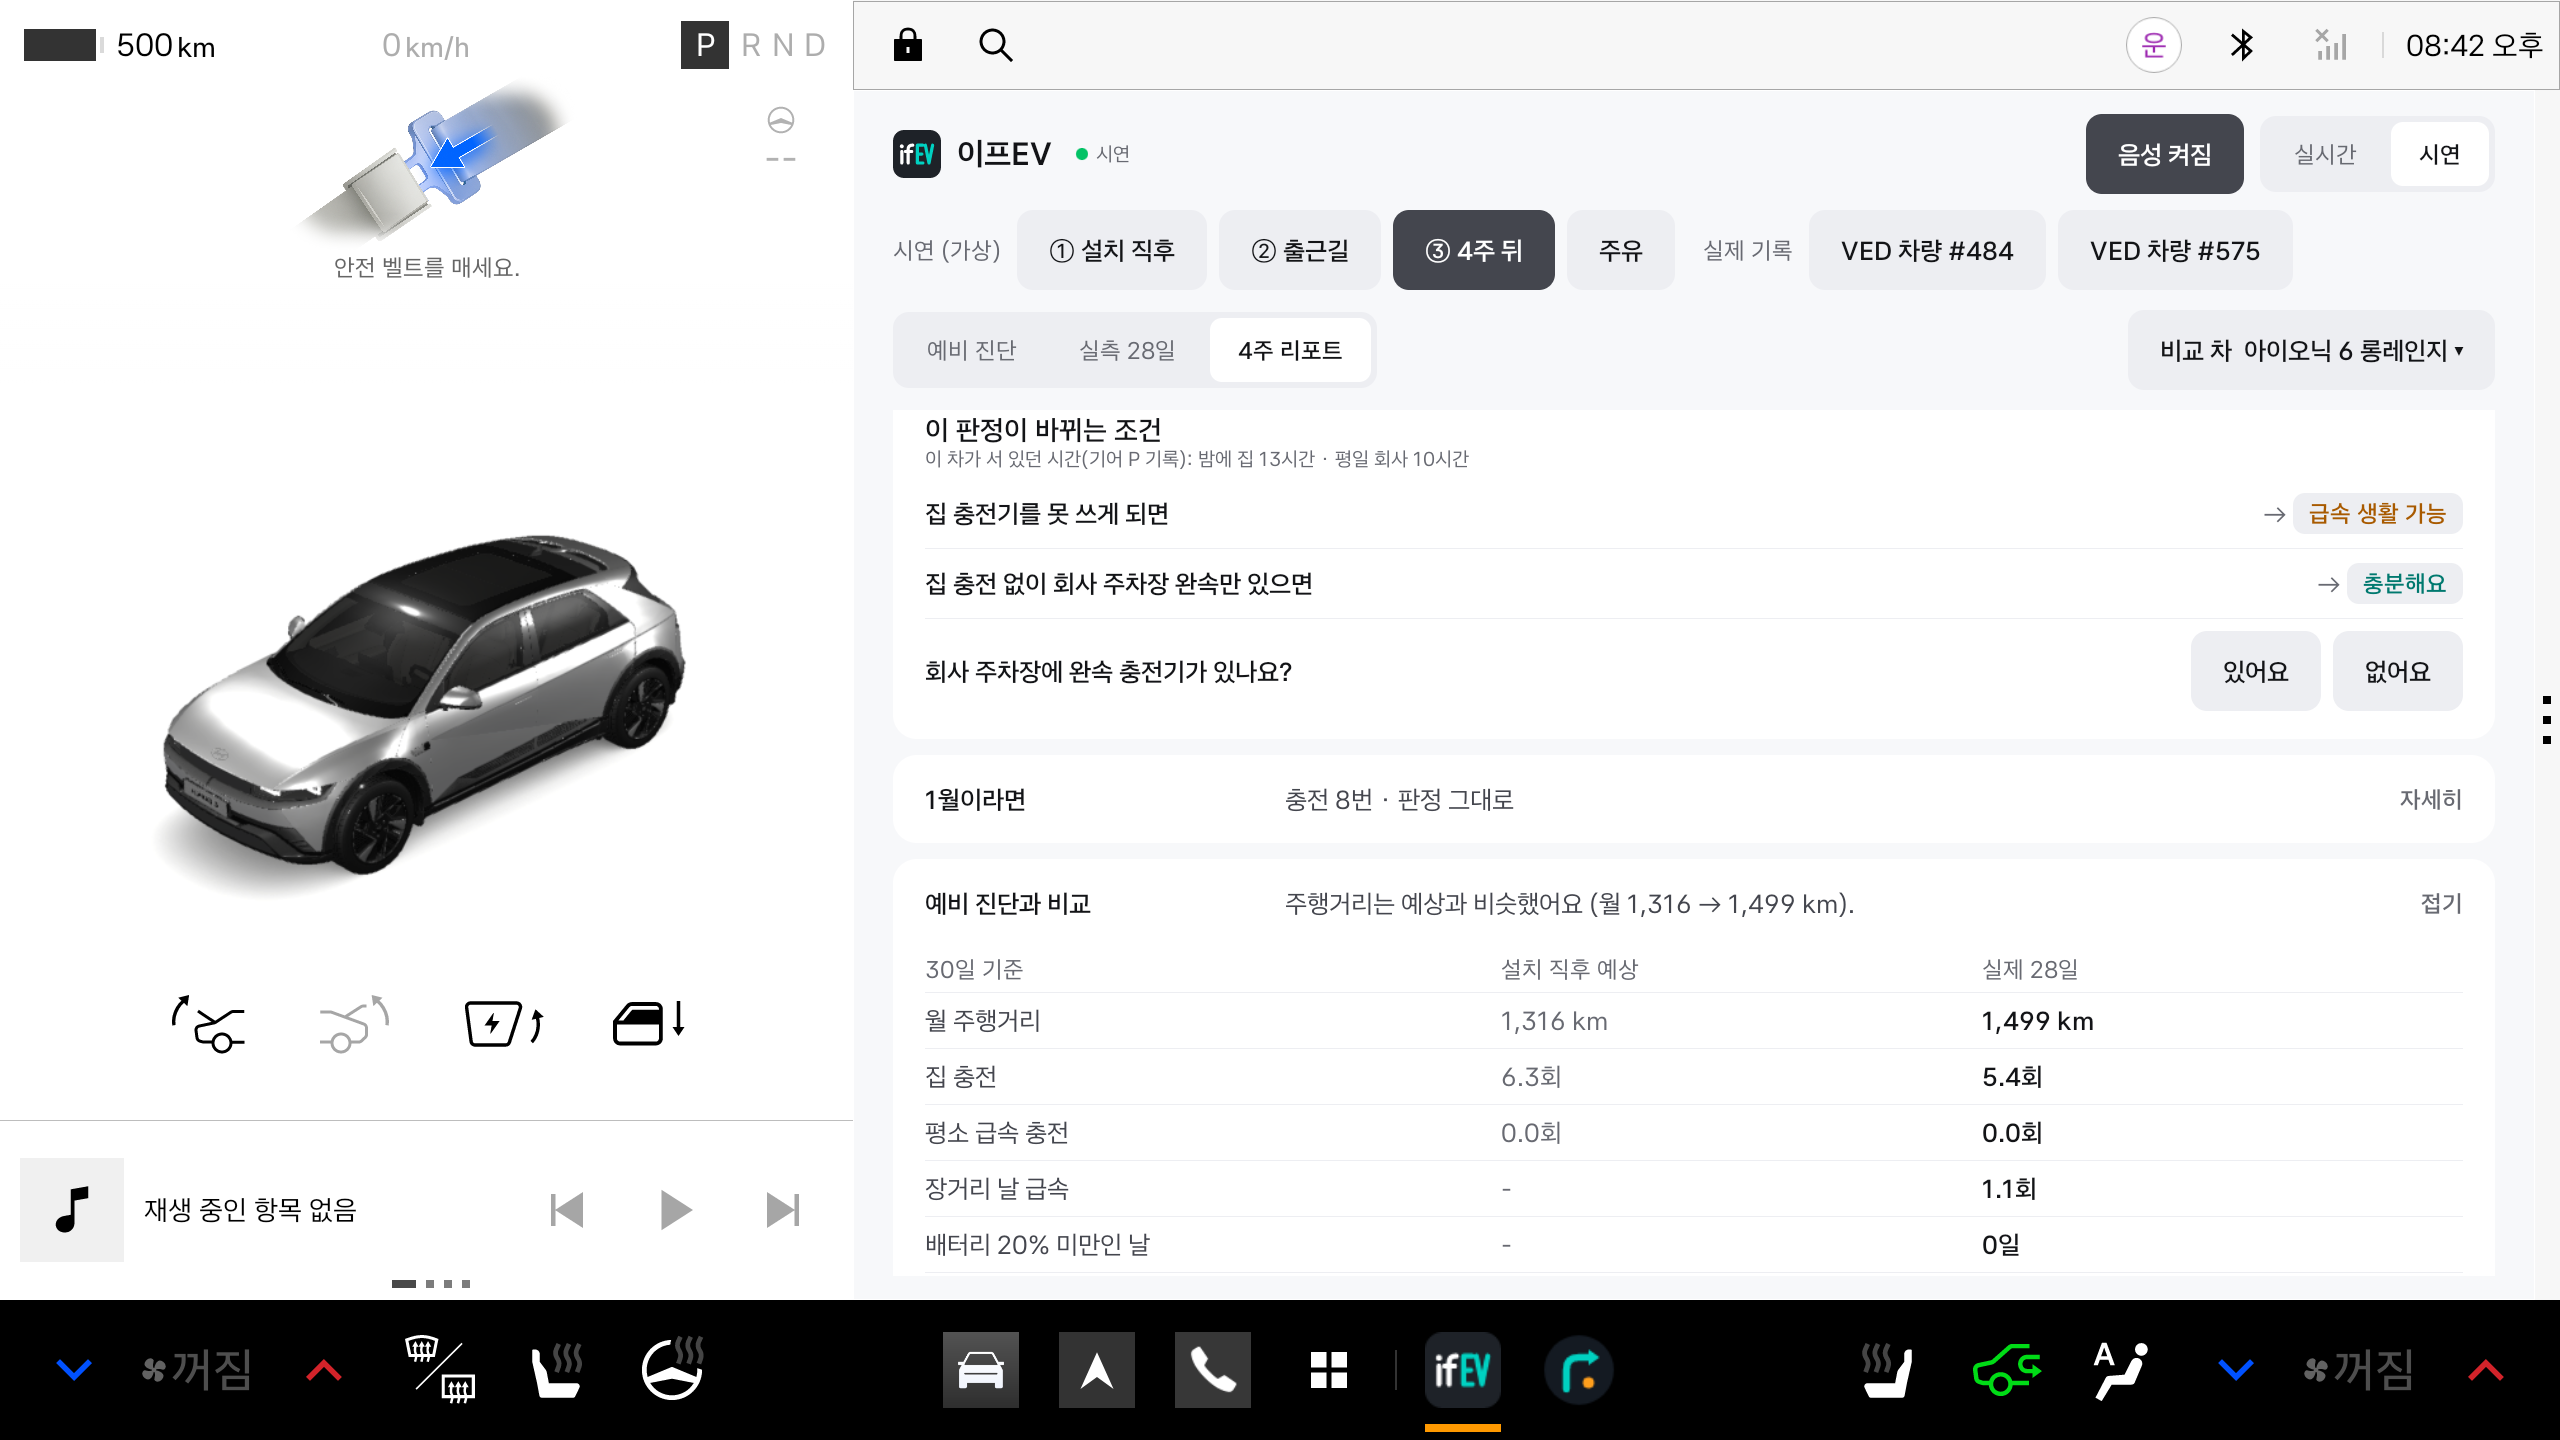 500 km
0 km/h
P R N D
안전 벨트를 매세요.
재생 중인 항목 없음
운
08:42 오후
ifEV 이프EV 시연
음성 켜짐
실시간 시연
시연 (가상) ① 설치 직후 ② 출근길 ③ 4주 뒤 주유 실제 기록 VED 차량 #484 VED 차량 #575
예비 진단 실측 28일 4주 리포트
비교 차 아이오닉 6 롱레인지 ▾
이 판정이 바뀌는 조건
이 차가 서 있던 시간(기어 P 기록): 밤에 집 13시간 · 평일 회사 10시간
집 충전기를 못 쓰게 되면 → 급속 생활 가능
집 충전 없이 회사 주차장 완속만 있으면 → 충분해요
회사 주차장에 완속 충전기가 있나요? 있어요 없어요
1월이라면 충전 8번 · 판정 그대로 자세히
예비 진단과 비교 주행거리는 예상과 비슷했어요 (월 1,316 → 1,499 km). 접기
30일 기준 설치 직후 예상 실제 28일
월 주행거리 1,316 km 1,499 km
집 충전 6.3회 5.4회
평소 급속 충전 0.0회 0.0회
장거리 날 급속 - 1.1회
배터리 20% 미만인 날 - 0일
꺼짐
ifEV
A
꺼짐